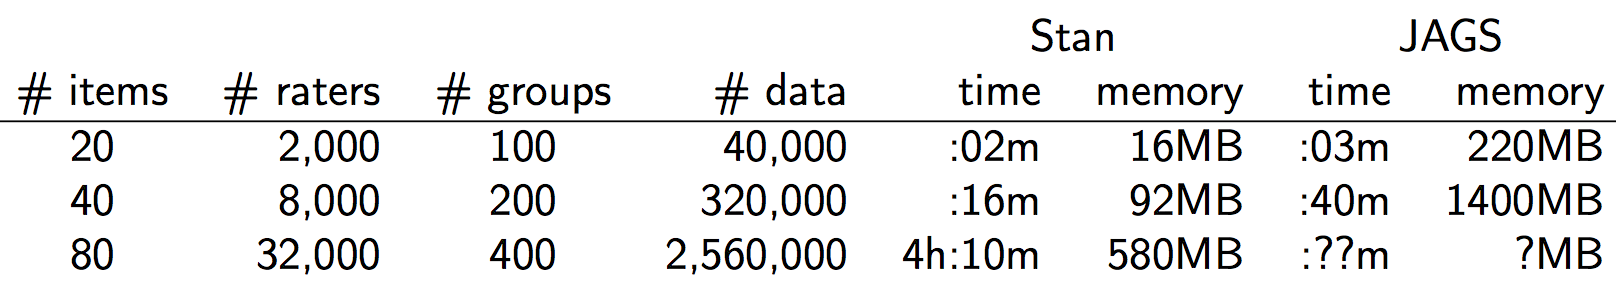 Stan JAGS
# items # raters # groups # data time memory time memory
20 2,000 100 40,000 :02m 16MB :03m 220MB
40 8,000 200 320,000 :16m 92MB :40m 1400MB
80 32,000 400 2,560,000 4h:10m 580MB :??m ?MB